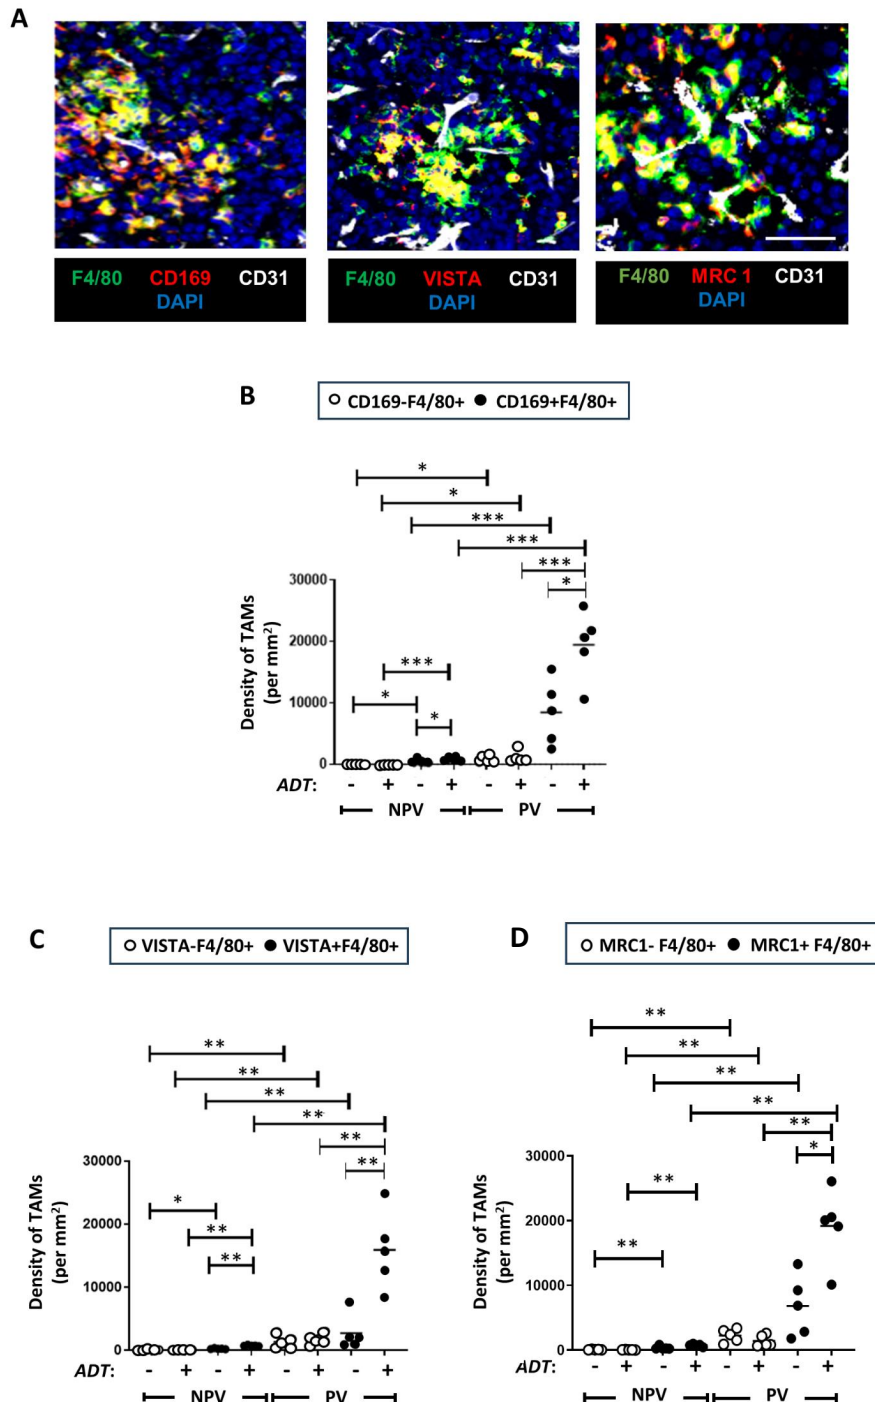 A
F4/80 CD169 CD31
DAPI
F4/80 VISTA CD31
DAPI
F4/80 MRC 1 CD31
DAPI
B
CD169-F4/80+ CD169+F4/80+
*
*
***
***
***
*
***
*
*
Density of TAMs
(per mm²)
30000
20000
10000
0
ADT: - + - + - + - +
NPV PV
C
VISTA-F4/80+ VISTA+F4/80+
**
**
**
**
**
**
*
**
**
Density of TAMs
(per mm²)
30000
20000
10000
0
ADT: - + - + - + - +
NPV PV
D
MRC1- F4/80+ MRC1+ F4/80+
**
**
**
**
**
*
**
**
Density of TAMs
(per mm²)
30000
20000
10000
0
ADT: - + - + - + - +
NPV PV